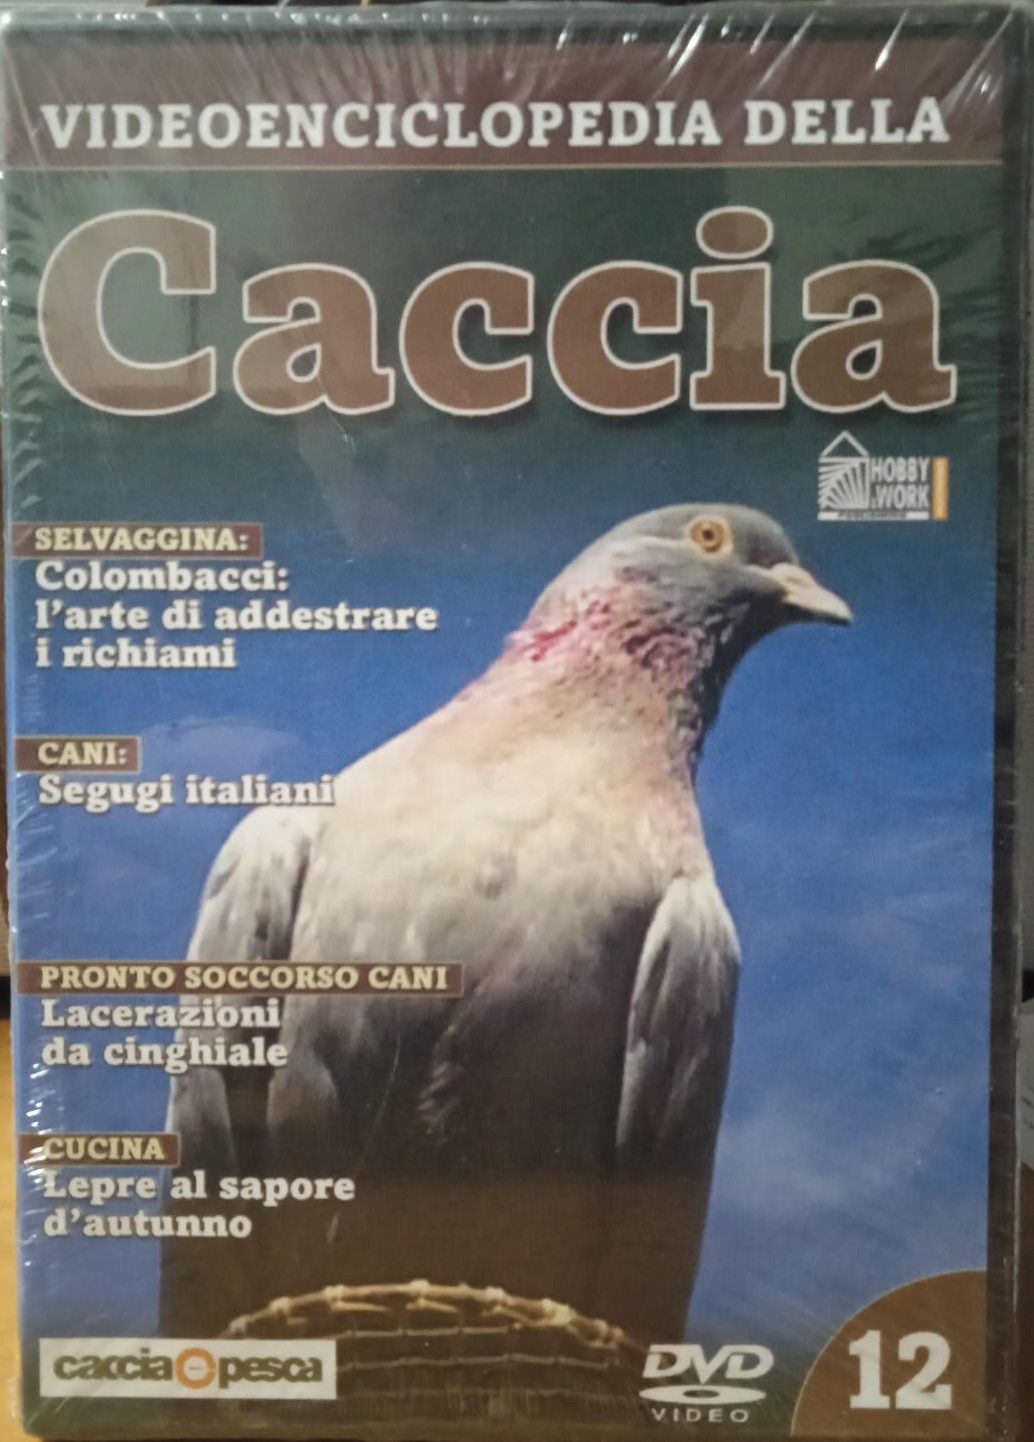 VIDEOENCICLOPEDIA DELLA
Caccia
HOBBY
& WORK
SELVAGGINA:
Colombacci:
l'arte di addestrare
i richiami
CANI:
Segugi italiani
PRONTO SOCCORSO CANI
Lacerazioni
da cinghiale
CUCINA
Lepre al sapore
d'autunno
caccia e pesca
DVD
VIDEO
12